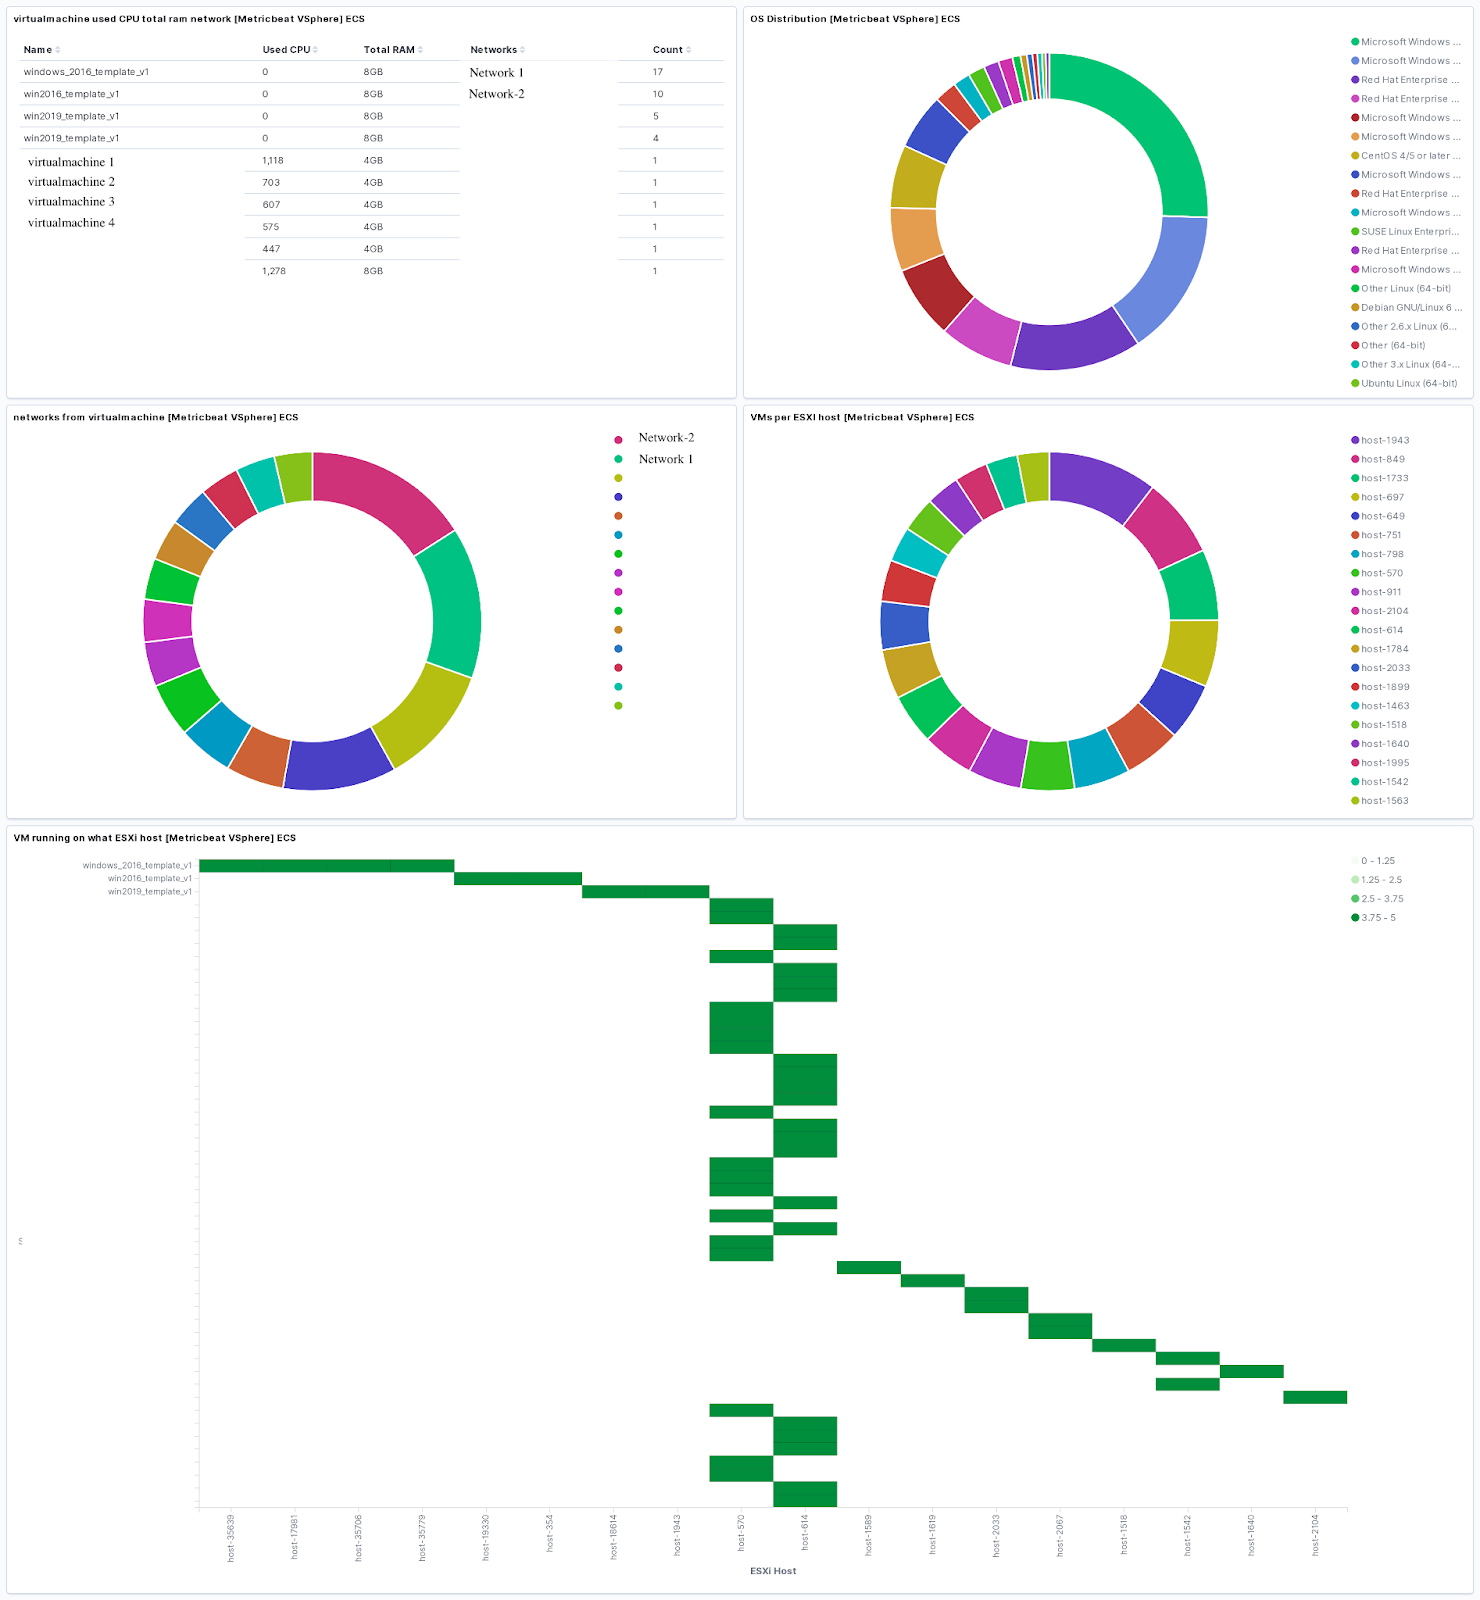 virtualmachine used CPU total ram network [Metricbeat VSphere] ECS
Name Used CPU Total RAM Networks Count
windows_2016_template_v1 0 8GB Network 1 17
win2016_template_v1 0 8GB Network-2 10
win2019_template_v1 0 8GB 5
win2019_template_v1 0 8GB 4
virtualmachine 1 1,118 4GB 1
virtualmachine 2 703 4GB 1
virtualmachine 3 607 4GB 1
virtualmachine 4 575 4GB 1
447 4GB 1
1,278 8GB 1
OS Distribution [Metricbeat VSphere] ECS
Microsoft Windows ...
Microsoft Windows ...
Red Hat Enterprise ...
Red Hat Enterprise ...
Microsoft Windows ...
Microsoft Windows ...
CentOS 4/5 or later ...
Microsoft Windows ...
Red Hat Enterprise ...
Microsoft Windows ...
SUSE Linux Enterpri...
Red Hat Enterprise ...
Microsoft Windows ...
Other Linux (64-bit)
Debian GNU/Linux 6 ...
Other 2.6.x Linux (6...
Other (64-bit)
Other 3.x Linux (64-...
Ubuntu Linux (64-bit)
networks from virtualmachine [Metricbeat VSphere] ECS
Network-2
Network 1
VMs per ESXI host [Metricbeat VSphere] ECS
host-1943
host-849
host-1733
host-697
host-649
host-751
host-798
host-570
host-911
host-2104
host-614
host-1784
host-2033
host-1899
host-1463
host-1518
host-1640
host-1995
host-1542
host-1563
VM running on what ESXi host [Metricbeat VSphere] ECS
windows_2016_template_v1
win2016_template_v1
win2019_template_v1
0 - 1.25
1.25 - 2.5
2.5 - 3.75
3.75 - 5
host-35639
host-17981
host-35706
host-35779
host-19330
host-354
host-18614
host-1943
host-570
host-614
host-1589
host-1619
host-2033
host-2067
host-1518
host-1542
host-1640
host-2104
ESXi Host